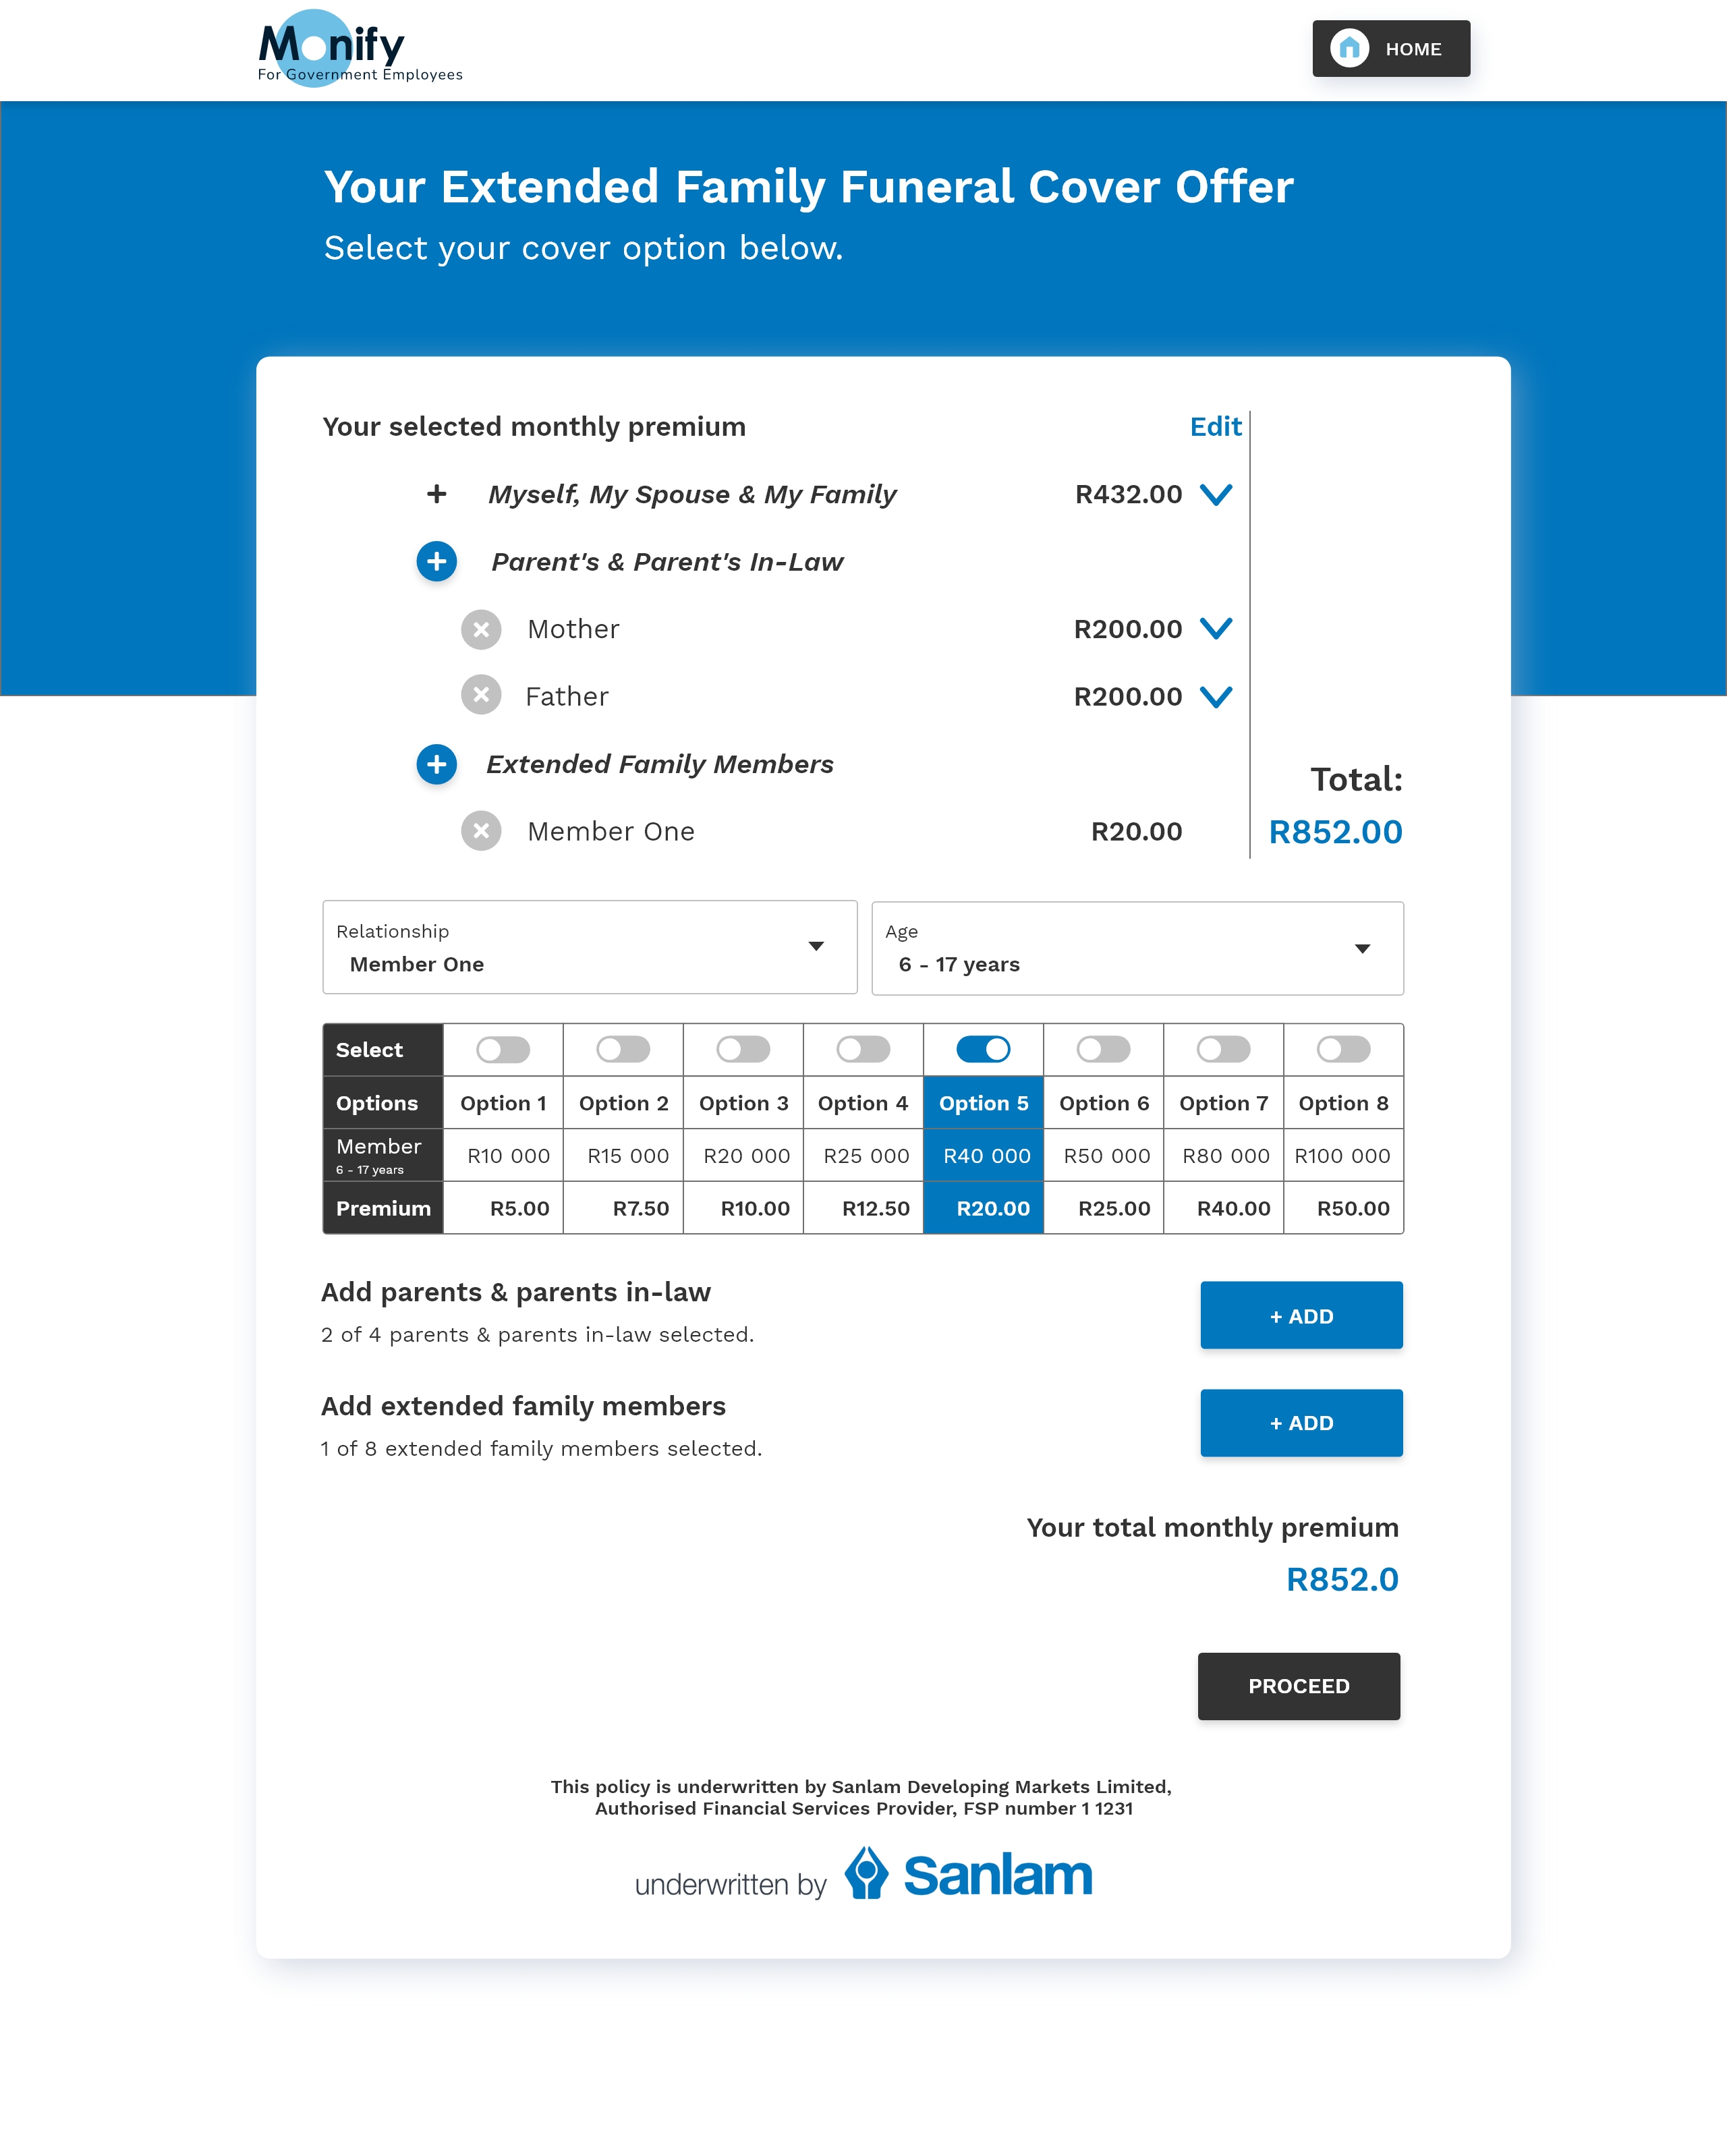 Monify
For Government Employees
HOME
Your Extended Family Funeral Cover Offer
Select your cover option below.
Your selected monthly premium Edit
+ Myself, My Spouse & My Family R432.00
+ Parent's & Parent's In-Law
Mother R200.00
Father R200.00
+ Extended Family Members
Total:
Member One R20.00 R852.00
Relationship Age
Member One 6 - 17 years
Select
Options Option 1 Option 2 Option 3 Option 4 Option 5 Option 6 Option 7 Option 8
Member R10 000 R15 000 R20 000 R25 000 R40 000 R50 000 R80 000 R100 000
6 - 17 years
Premium R5.00 R7.50 R10.00 R12.50 R20.00 R25.00 R40.00 R50.00
Add parents & parents in-law
2 of 4 parents & parents in-law selected.
+ ADD
Add extended family members
1 of 8 extended family members selected.
+ ADD
Your total monthly premium
R852.0
PROCEED
This policy is underwritten by Sanlam Developing Markets Limited,
Authorised Financial Services Provider, FSP number 1 1231
underwritten by Sanlam